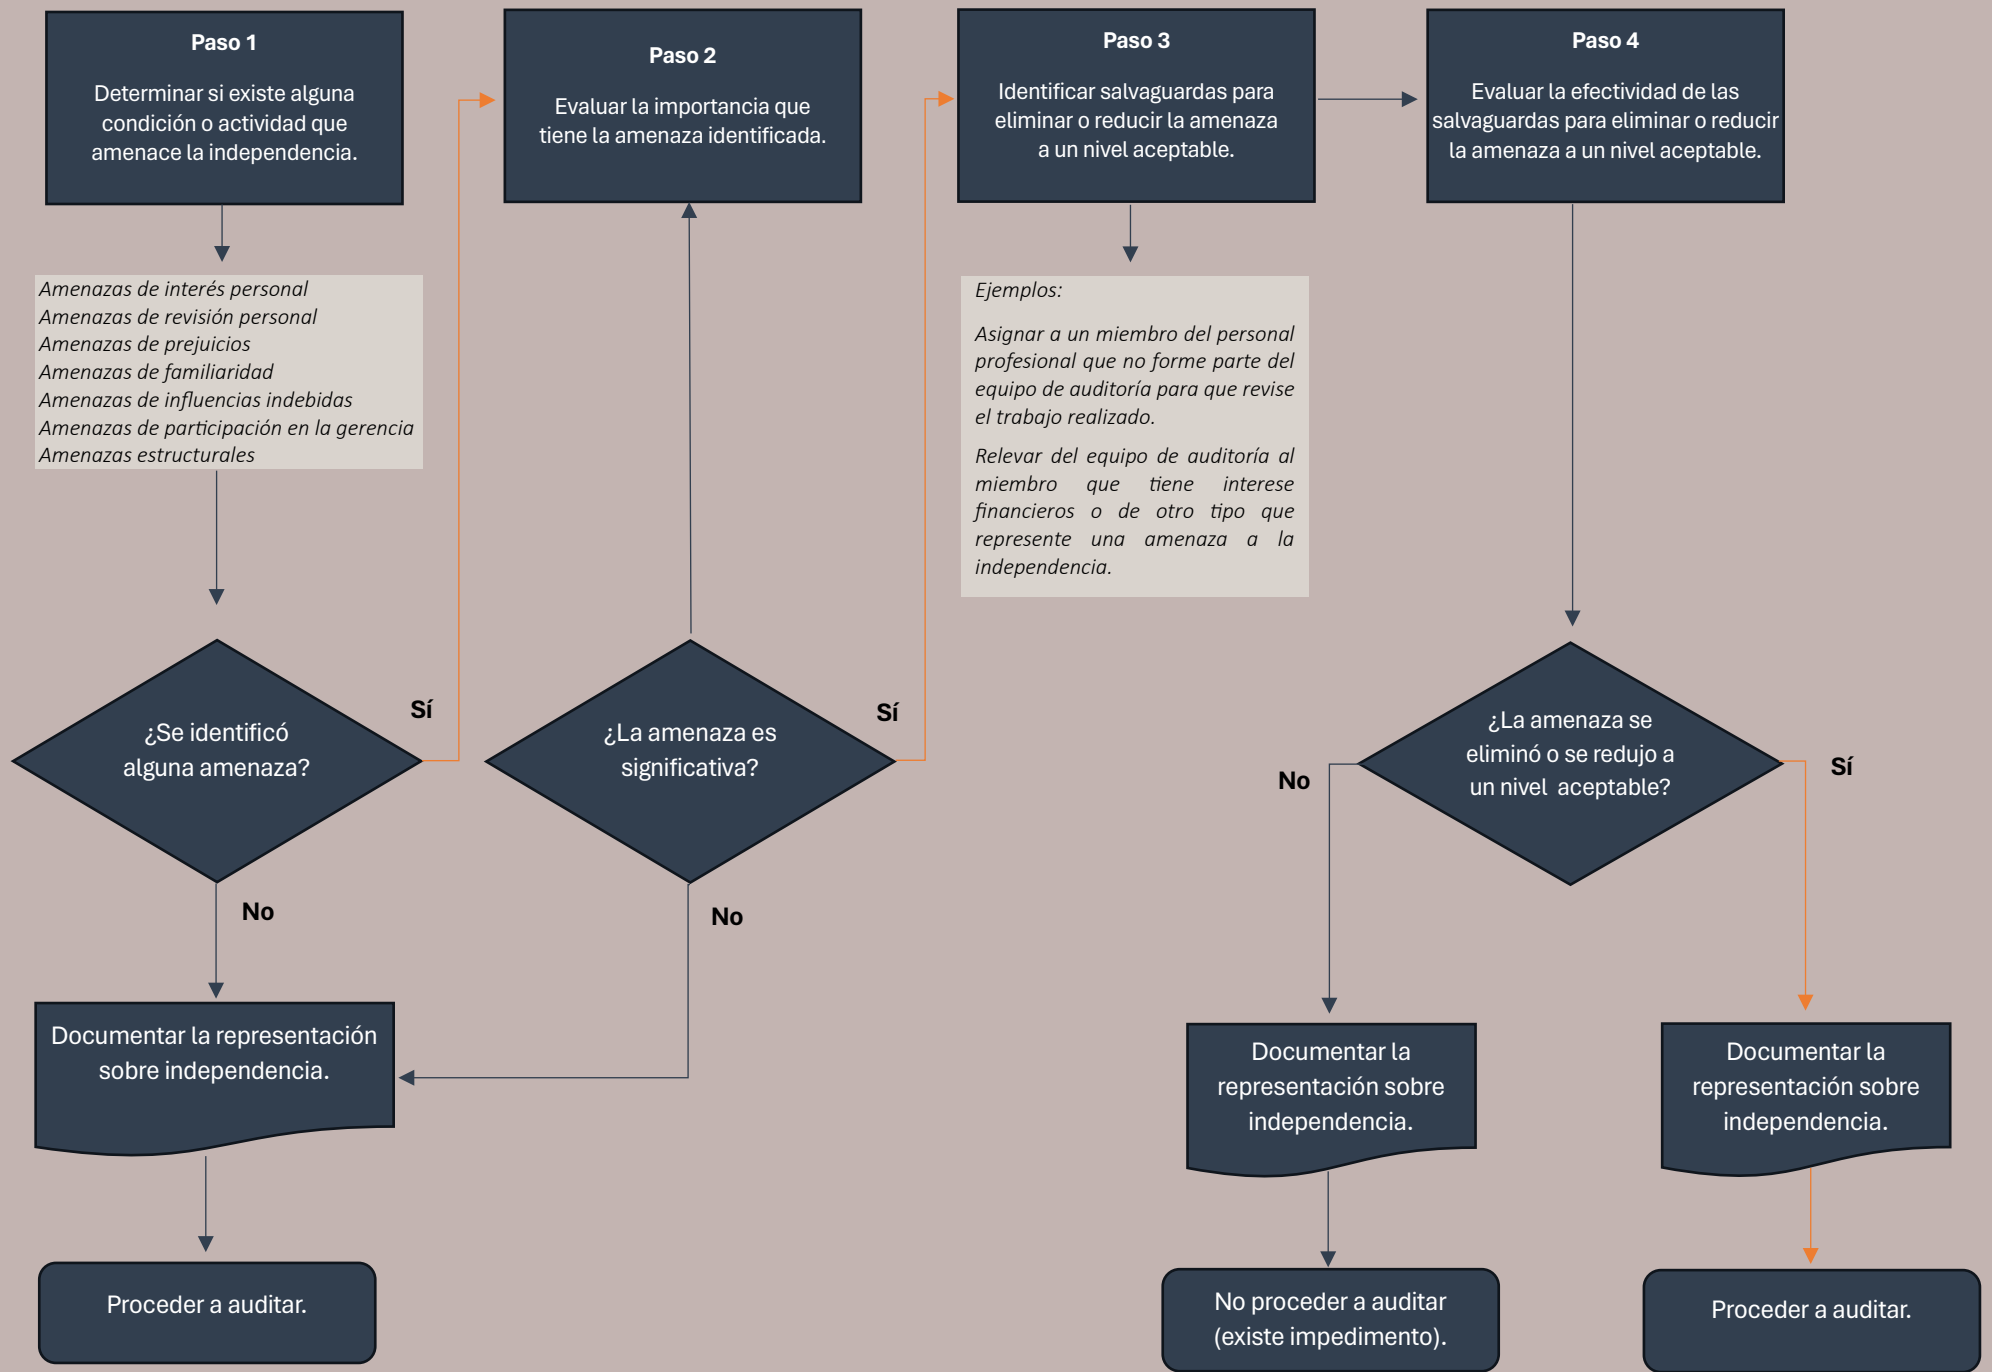 Paso 1
Determinar si existe alguna
condición o actividad que
amenace la independencia.
Paso 2
Evaluar la importancia que
tiene la amenaza identificada.
Paso 3
Identificar salvaguardas para
eliminar o reducir la amenaza
a un nivel aceptable.
Paso 4
Evaluar la efectividad de las
salvaguardas para eliminar o reducir
la amenaza a un nivel aceptable.
Amenazas de interés personal
Amenazas de revisión personal
Amenazas de prejuicios
Amenazas de familiaridad
Amenazas de influencias indebidas
Amenazas de participación en la gerencia
Amenazas estructurales
Ejemplos:
Asignar a un miembro del personal
profesional que no forme parte del
equipo de auditoría para que revise
el trabajo realizado.
Relevar del equipo de auditoría al
miembro que tiene interese
financieros o de otro tipo que
represente una amenaza a la
independencia.
¿Se identificó
alguna amenaza?
Sí
No
¿La amenaza es
significativa?
Sí
No
¿La amenaza se
eliminó o se redujo a
un nivel aceptable?
No
Sí
Documentar la representación
sobre independencia.
Documentar la
representación sobre
independencia.
Documentar la
representación sobre
independencia.
Proceder a auditar.
No proceder a auditar
(existe impedimento).
Proceder a auditar.